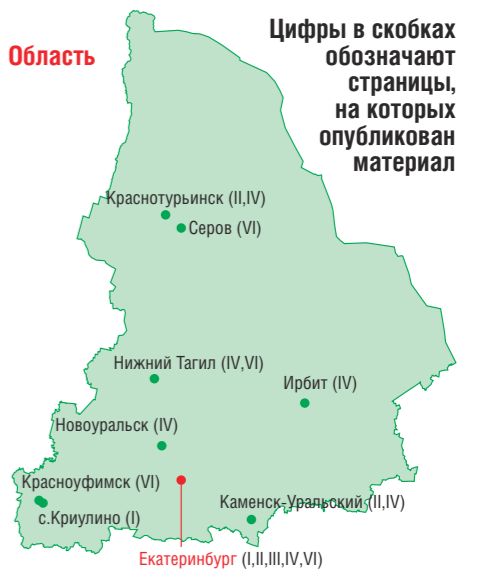 Область
Цифры в скобках
обозначают
страницы,
на которых
опубликован
материал
Краснотурьинск (II,IV)
Серов (VI)
Нижний Тагил (IV,VI)
Ирбит (IV)
Новоуральск (IV)
Красноуфимск (VI)
с.Криулино (I)
Каменск-Уральский (II,IV)
Екатеринбург (I,II,III,IV,VI)